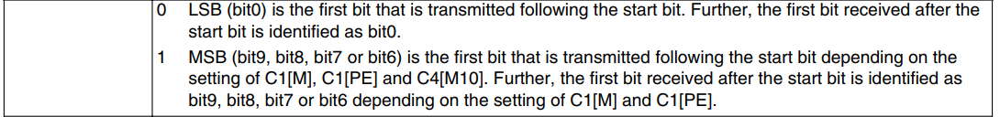 0 LSB (bit0) is the first bit that is transmitted following the start bit. Further, the first bit received after the
start bit is identified as bit0.
1 MSB (bit9, bit8, bit7 or bit6) is the first bit that is transmitted following the start bit depending on the
setting of C1[M], C1[PE] and C4[M10]. Further, the first bit received after the start bit is identified as
bit9, bit8, bit7 or bit6 depending on the setting of C1[M] and C1[PE].